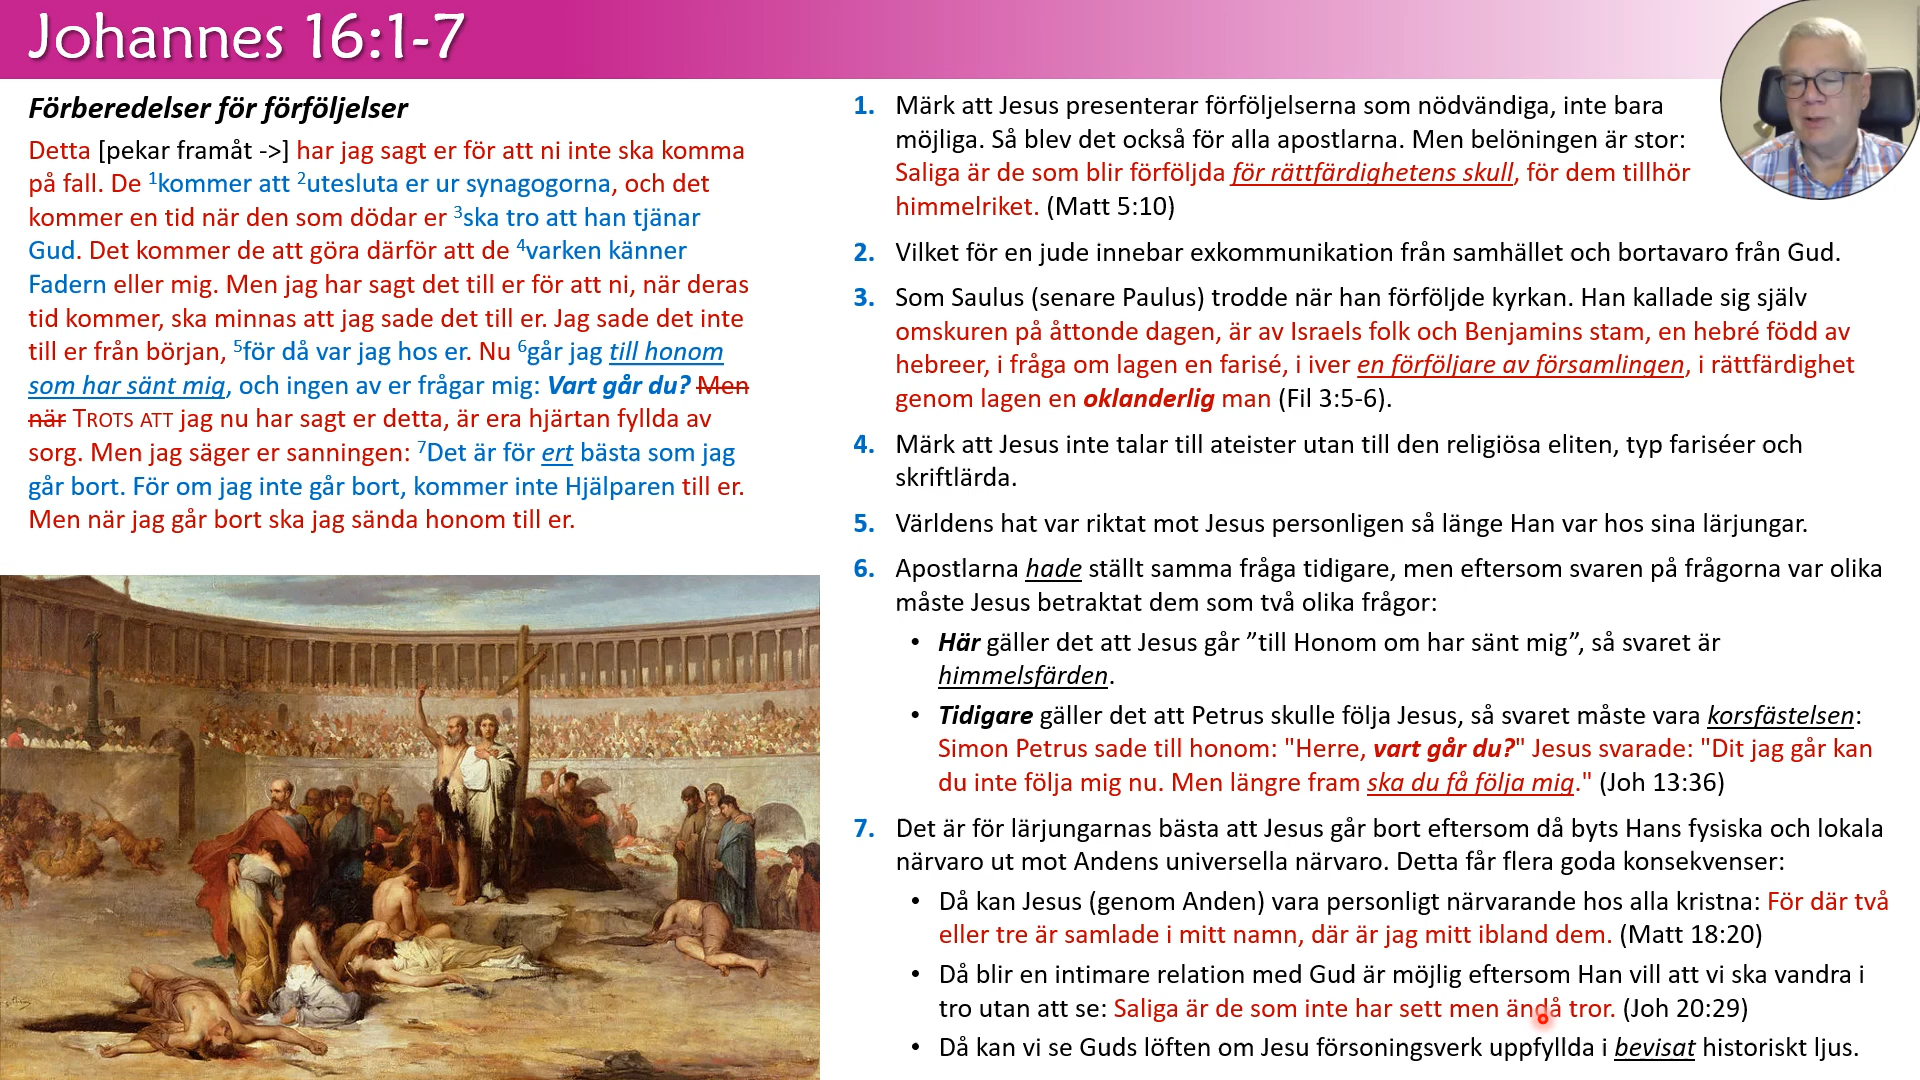 Johannes 16:1-7
Förberedelser för förföljelser
Detta [pekar framåt ->] har jag sagt er för att ni inte ska komma
på fall. De 1kommer att 2utesluta er ur synagogorna, och det
kommer en tid när den som dödar er 3ska tro att han tjänar
Gud. Det kommer de att göra därför att de 4varken känner
Fadern eller mig. Men jag har sagt det till er för att ni, när deras
tid kommer, ska minnas att jag sade det till er. Jag sade det inte
till er från början, 5för då var jag hos er. Nu 6går jag till honom
som har sänt mig, och ingen av er frågar mig: Vart går du? Men
när TROTS ATT jag nu har sagt er detta, är era hjärtan fyllda av
sorg. Men jag säger er sanningen: 7Det är för ert bästa som jag
går bort. För om jag inte går bort, kommer inte Hjälparen till er.
Men när jag går bort ska jag sända honom till er.
1. Märk att Jesus presenterar förföljelserna som nödvändiga, inte bara
möjliga. Så blev det också för alla apostlarna. Men belöningen är stor:
Saliga är de som blir förföljda för rättfärdighetens skull, för dem tillhör
himmelriket. (Matt 5:10)
2. Vilket för en jude innebar exkommunikation från samhället och bortavaro från Gud.
3. Som Saulus (senare Paulus) trodde när han förföljde kyrkan. Han kallade sig själv
omskuren på åttonde dagen, är av Israels folk och Benjamins stam, en hebré född av
hebreer, i fråga om lagen en farisé, i iver en förföljare av församlingen, i rättfärdighet
genom lagen en oklanderlig man (Fil 3:5-6).
4. Märk att Jesus inte talar till ateister utan till den religiösa eliten, typ fariséer och
skriftlärda.
5. Världens hat var riktat mot Jesus personligen så länge Han var hos sina lärjungar.
6. Apostlarna hade ställt samma fråga tidigare, men eftersom svaren på frågorna var olika
måste Jesus betraktat dem som två olika frågor:
• Här gäller det att Jesus går ”till Honom om har sänt mig”, så svaret är
himmelsfärden.
• Tidigare gäller det att Petrus skulle följa Jesus, så svaret måste vara korsfästelsen:
Simon Petrus sade till honom: "Herre, vart går du?" Jesus svarade: "Dit jag går kan
du inte följa mig nu. Men längre fram ska du få följa mig." (Joh 13:36)
7. Det är för lärjungarnas bästa att Jesus går bort eftersom då byts Hans fysiska och lokala
närvaro ut mot Andens universella närvaro. Detta får flera goda konsekvenser:
• Då kan Jesus (genom Anden) vara personligt närvarande hos alla kristna: För där två
eller tre är samlade i mitt namn, där är jag mitt ibland dem. (Matt 18:20)
• Då blir en intimare relation med Gud är möjlig eftersom Han vill att vi ska vandra i
tro utan att se: Saliga är de som inte har sett men ändå tror. (Joh 20:29)
• Då kan vi se Guds löften om Jesu försoningsverk uppfyllda i bevisat historiskt ljus.